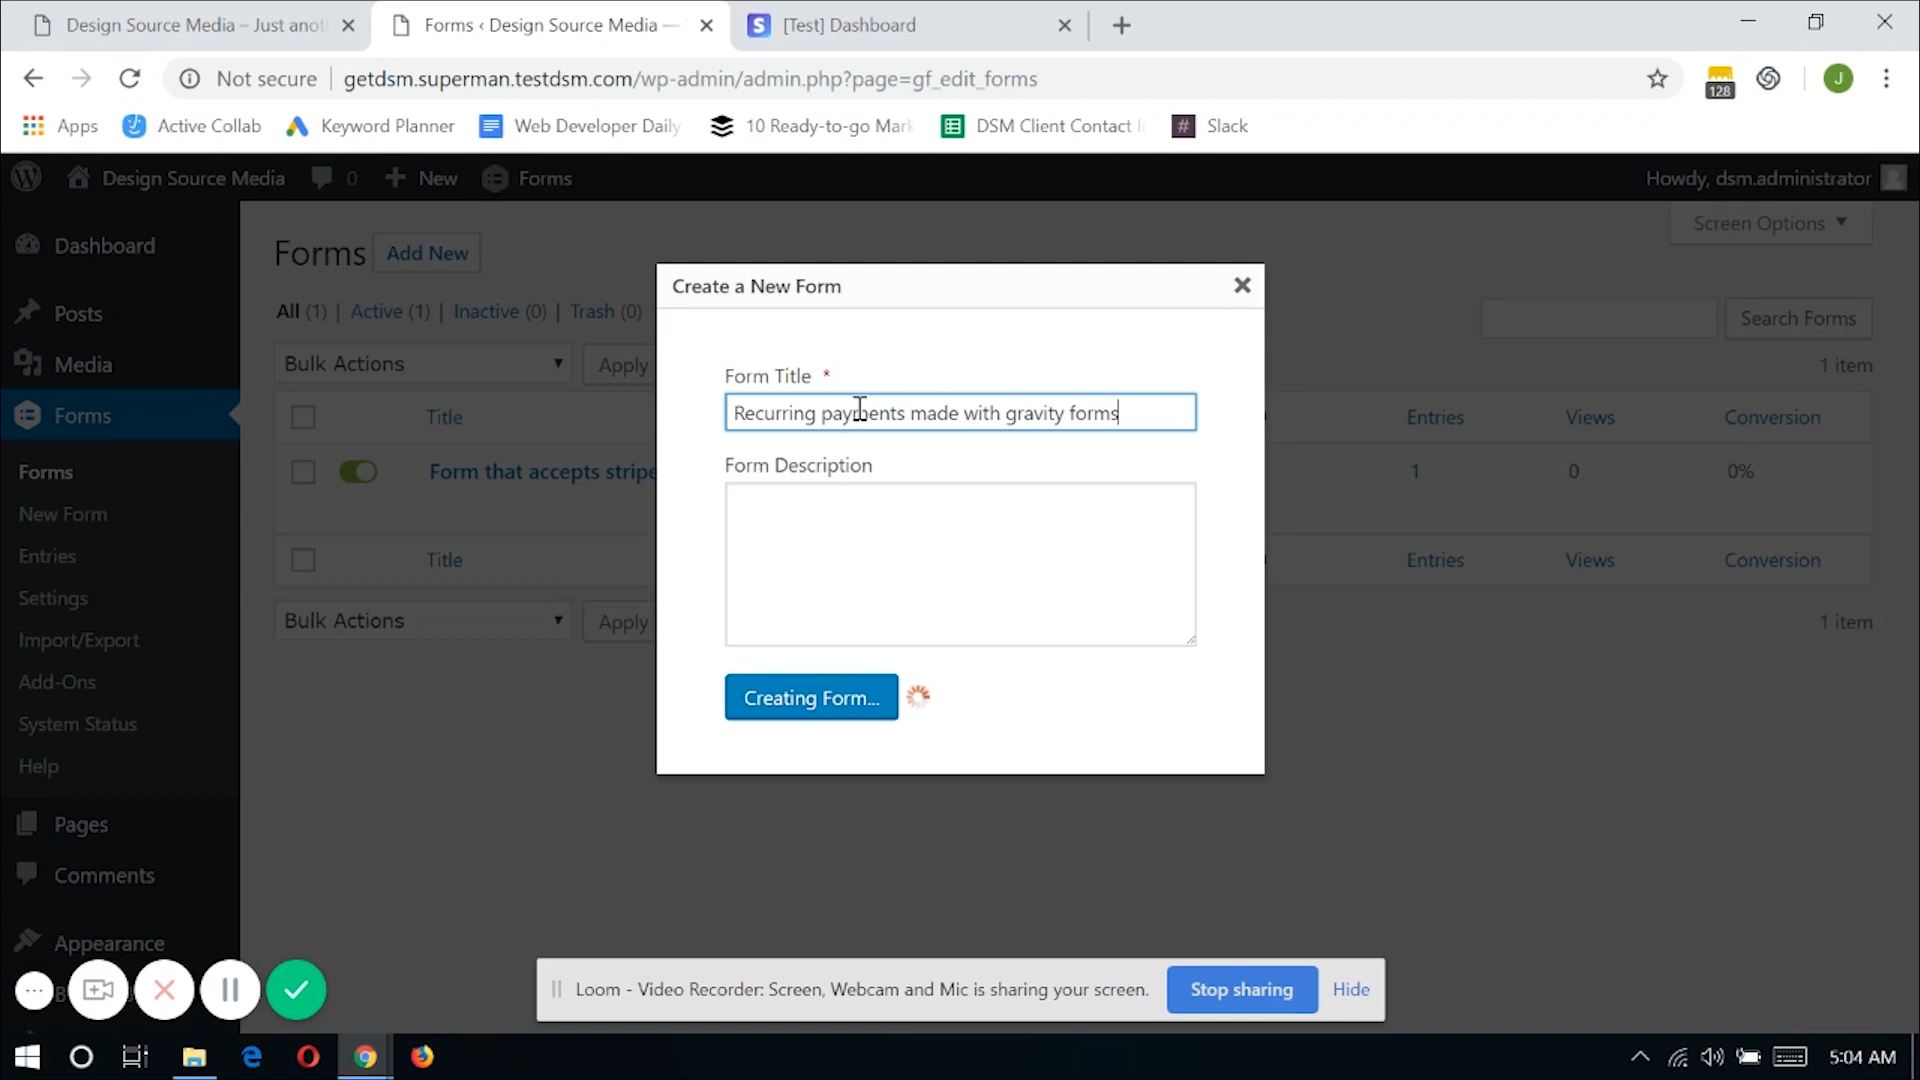 Design Source Media – Just anot
Forms ‹ Design Source Media —
[Test] Dashboard
Not secure
getdsm.superman.testdsm.com/wp-admin/admin.php?page=gf_edit_forms
128
J
Apps
Active Collab
Keyword Planner
Web Developer Daily
10 Ready-to-go Mark
DSM Client Contact I
Slack
Design Source Media
0
New
Forms
Howdy, dsm.administrator
Dashboard
Posts
Media
Forms
Forms
New Form
Entries
Settings
Import/Export
Add-Ons
System Status
Help
Pages
Comments
Appearance
Forms
Add New
Screen Options
All (1) | Active (1) | Inactive (0) | Trash (0)
Search Forms
Bulk Actions
Apply
1 item
Title
Entries
Views
Conversion
Form that accepts stripe
1
0
0%
Title
Entries
Views
Conversion
Bulk Actions
Apply
1 item
Create a New Form
Form Title *
Recurring payments made with gravity forms
Form Description
Creating Form...
Loom - Video Recorder: Screen, Webcam and Mic is sharing your screen.
Stop sharing
Hide
5:04 AM